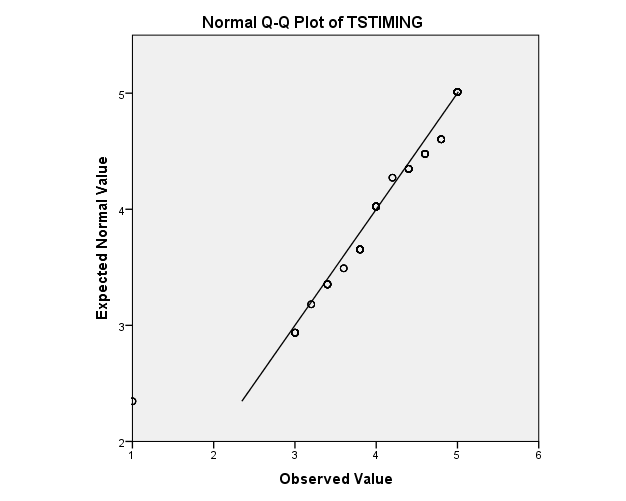 Normal Q-Q Plot of TSTIMING
Expected Normal Value
5
4
3
2
1 2 3 4 5 6
Observed Value